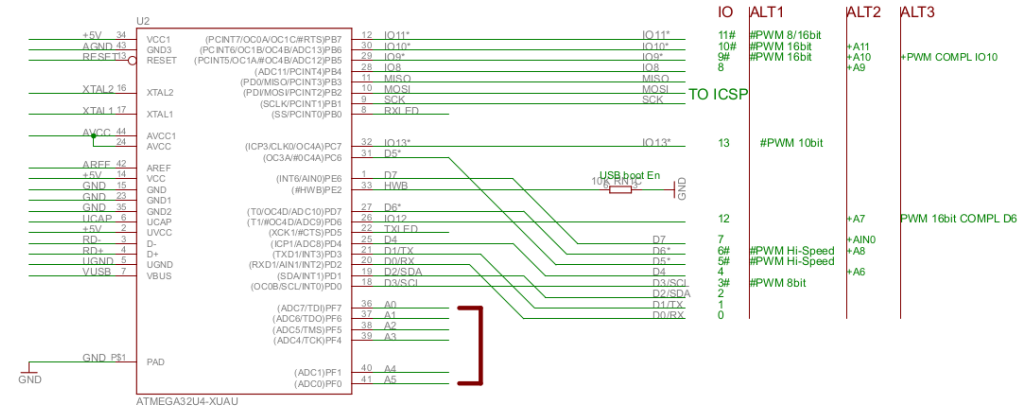 IO ALT1 ALT2 ALT3
U2
+5V 34 VCC1 (PCINT7/OC0A/OC1C/#RTS)PB7 12 IO11* IO11* 11# #PWM 8/16bit
AGND 43 GND3 (PCINT6/OC1B/OC4B/ADC13)PB6 30 IO10* IO10* 10# #PWM 16bit +A11
RESET 13 RESET (PCINT5/OC1A/#OC4B/ADC12)PB5 29 IO9* IO9* 9# #PWM 16bit +A10 +PWM COMPL IO10
(ADC11/PCINT4)PB4 28 IO8 IO8 8 +A9
(PD0/MISO/PCINT3)PB3 11 MISO MISO
XTAL2 16 XTAL2 (PDI/MOSI/PCINT2)PB2 10 MOSI MOSI TO ICSP
(SCLK/PCINT1)PB1 9 SCK SCK
XTAL1 17 XTAL1 (SS/PCINT0)PB0 8 RXLED
AVCC 44 AVCC1
24 AVCC (ICP3/CLK0/OC4A)PC7 32 IO13* IO13* 13 #PWM 10bit
(OC3A/#0C4A)PC6 31 D5*
AREF 42 AREF
+5V 14 VCC (INT6/AIN0)PE6 1 D7 USB boot En
GND 15 GND (#HWB)PE2 33 HWB 10K RN1C GND
GND 23 GND1
GND 35 GND2 (T0/OC4D/ADC10)PD7 27 D6*
UCAP 6 UCAP (T1/#OC4D/ADC9)PD6 26 IO12 12 +A7 PWM 16bit COMPL D6
+5V 2 UVCC (XCK1/#CTS)PD5 22 TXLED
RD- 3 D- (ICP1/ADC8)PD4 25 D4 D7 7 +AIN0
RD+ 4 D+ (TXD1/INT3)PD3 21 D1/TX D6* 6# #PWM Hi-Speed +A8
UGND 5 UGND (RXD1/AIN1/INT2)PD2 20 D0/RX D5* 5# #PWM Hi-Speed
VUSB 7 VBUS (SDA/INT1)PD1 19 D2/SDA D4 4 +A6
(OC0B/SCL/INT0)PD0 18 D3/SCL D3/SCL 3# #PWM 8bit
D2/SDA 2
(ADC7/TDI)PF7 36 A0 D1/TX 1
(ADC6/TDO)PF6 37 A1 D0/RX 0
(ADC5/TMS)PF5 38 A2
(ADC4/TCK)PF4 39 A3
GND P$1 PAD
(ADC1)PF1 40 A4
GND (ADC0)PF0 41 A5
ATMEGA32U4-XUAU